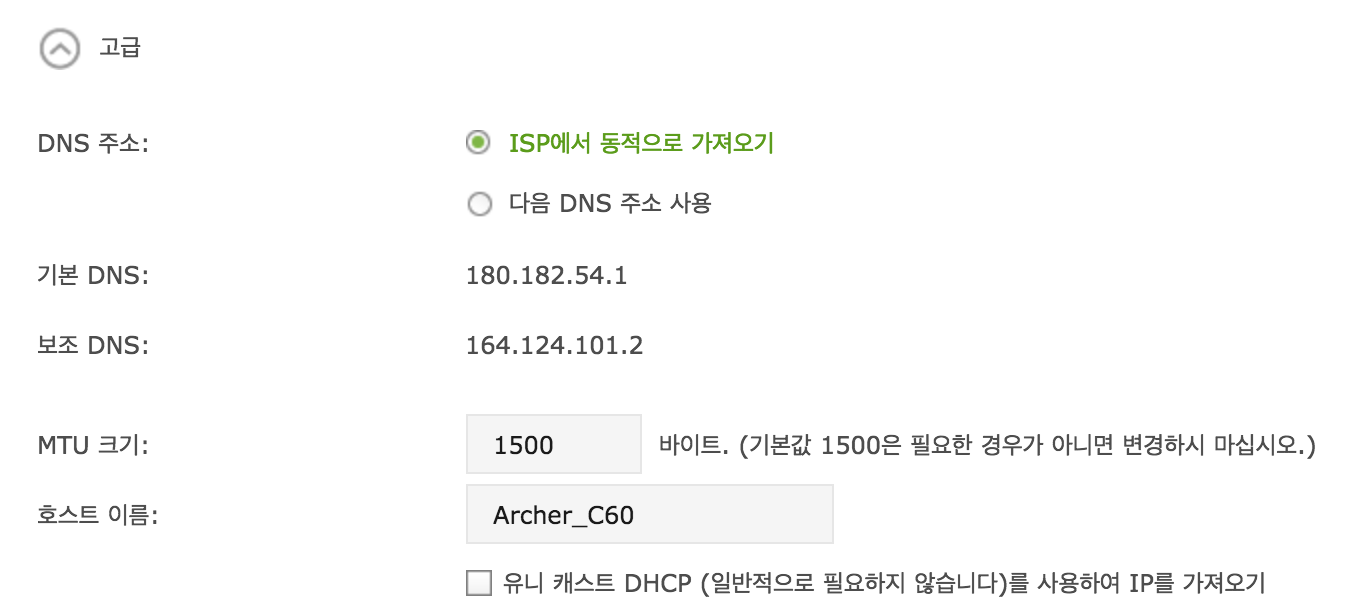 고급
DNS 주소: ISP에서 동적으로 가져오기
다음 DNS 주소 사용
기본 DNS: 180.182.54.1
보조 DNS: 164.124.101.2
MTU 크기: 1500 바이트. (기본값 1500은 필요한 경우가 아니면 변경하시 마십시오.)
호스트 이름: Archer_C60
유니 캐스트 DHCP (일반적으로 필요하지 않습니다)를 사용하여 IP를 가져오기